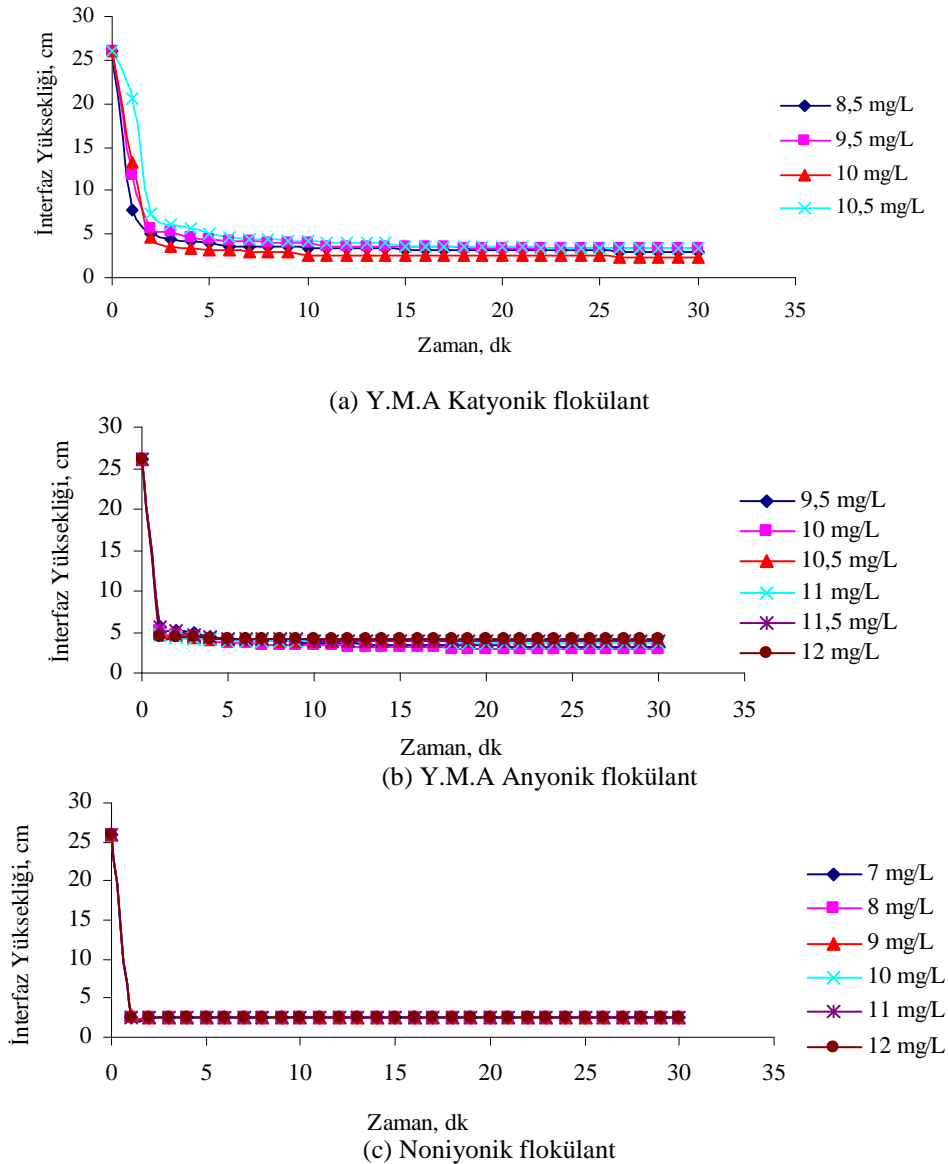 30
25
20
15
10
5
0
İnterfaz Yüksekliği, cm
0 5 10 15 20 25 30 35
Zaman, dk
8,5 mg/L
9,5 mg/L
10 mg/L
10,5 mg/L
(a) Y.M.A Katyonik flokülant
30
25
20
15
10
5
0
İnterfaz Yüksekliği, cm
0 5 10 15 20 25 30 35
Zaman, dk
9,5 mg/L
10 mg/L
10,5 mg/L
11 mg/L
11,5 mg/L
12 mg/L
(b) Y.M.A Anyonik flokülant
30
25
20
15
10
5
0
İnterfaz Yüksekliği, cm
0 5 10 15 20 25 30 35
Zaman, dk
7 mg/L
8 mg/L
9 mg/L
10 mg/L
11 mg/L
12 mg/L
(c) Noniyonik flokülant